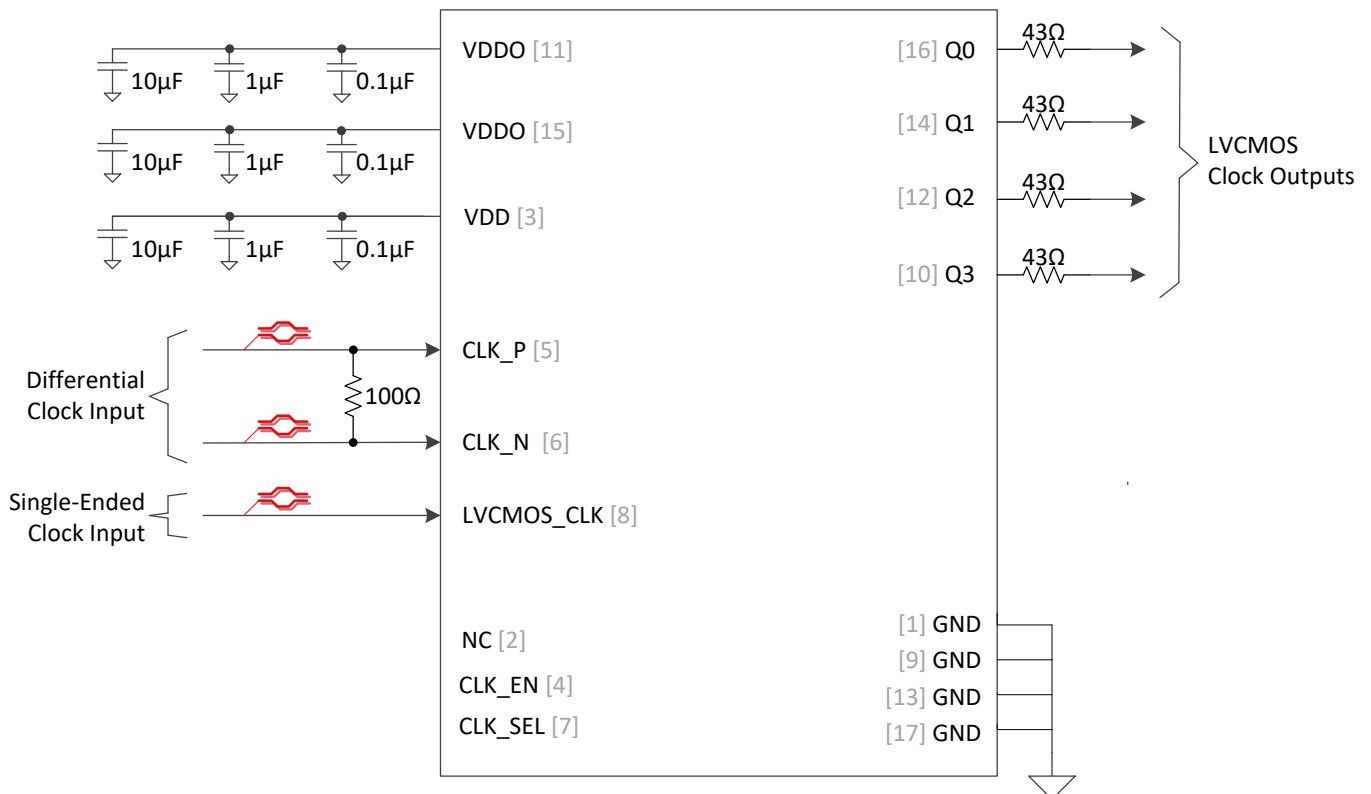 VDDO [11]
10µF
1µF
0.1µF
VDDO [15]
10µF
1µF
0.1µF
VDD [3]
10µF
1µF
0.1µF
Differential
Clock Input
100Ω
CLK_P [5]
CLK_N [6]
Single-Ended
Clock Input
LVCMOS_CLK [8]
NC [2]
CLK_EN [4]
CLK_SEL [7]
[16] Q0
43Ω
[14] Q1
43Ω
[12] Q2
43Ω
[10] Q3
43Ω
LVCMOS
Clock Outputs
[1] GND
[9] GND
[13] GND
[17] GND